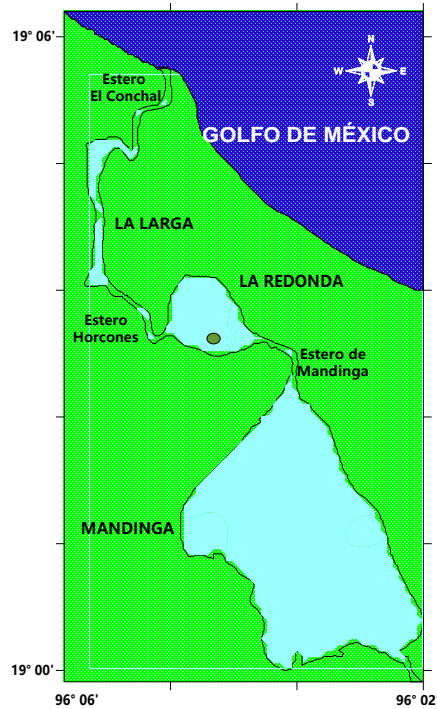 19° 06'
N
W E
S
Estero
El Conchal
GOLFO DE MÉXICO
LA LARGA
LA REDONDA
Estero
Horcones
Estero de
Mandinga
MANDINGA
19° 00'
96° 06' 96° 02'